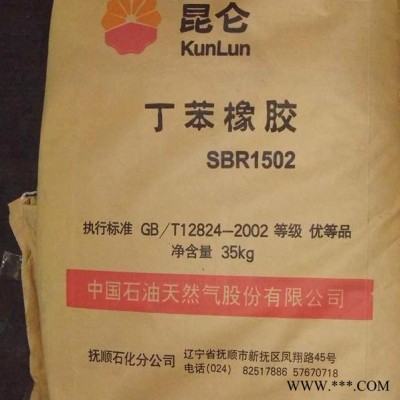 昆仑
KunLun
丁苯橡胶
SBR1502
执行标准 GB/T12824-2002 等级 优等品
净含量 35kg
中国石油天然气股份有限公司
抚顺石化分公司
辽宁省抚顺市新抚区凤翔路45号
电话(024) 82517886 57670718
www.***.COM